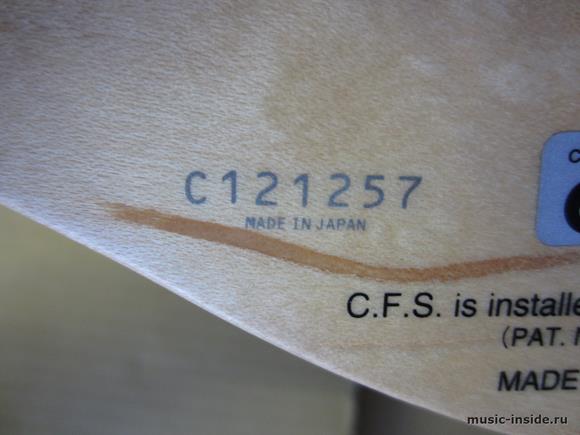 C121257
MADE IN JAPAN
C
C.F.S. is installe
(PAT.
MADE
music-inside.ru